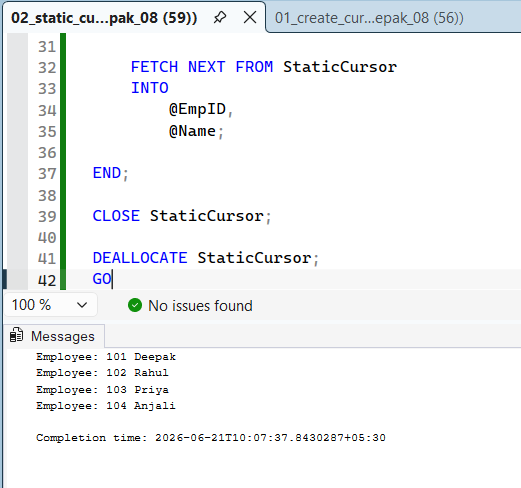 02_static_cu...pak_08 (59))
01_create_cur...epak_08 (56))
31
32 FETCH NEXT FROM StaticCursor
33 INTO
34 @EmpID,
35 @Name;
36
37 END;
38
39 CLOSE StaticCursor;
40
41 DEALLOCATE StaticCursor;
42 GO
100 %
No issues found
Messages
Employee: 101 Deepak
Employee: 102 Rahul
Employee: 103 Priya
Employee: 104 Anjali
Completion time: 2026-06-21T10:07:37.8430287+05:30